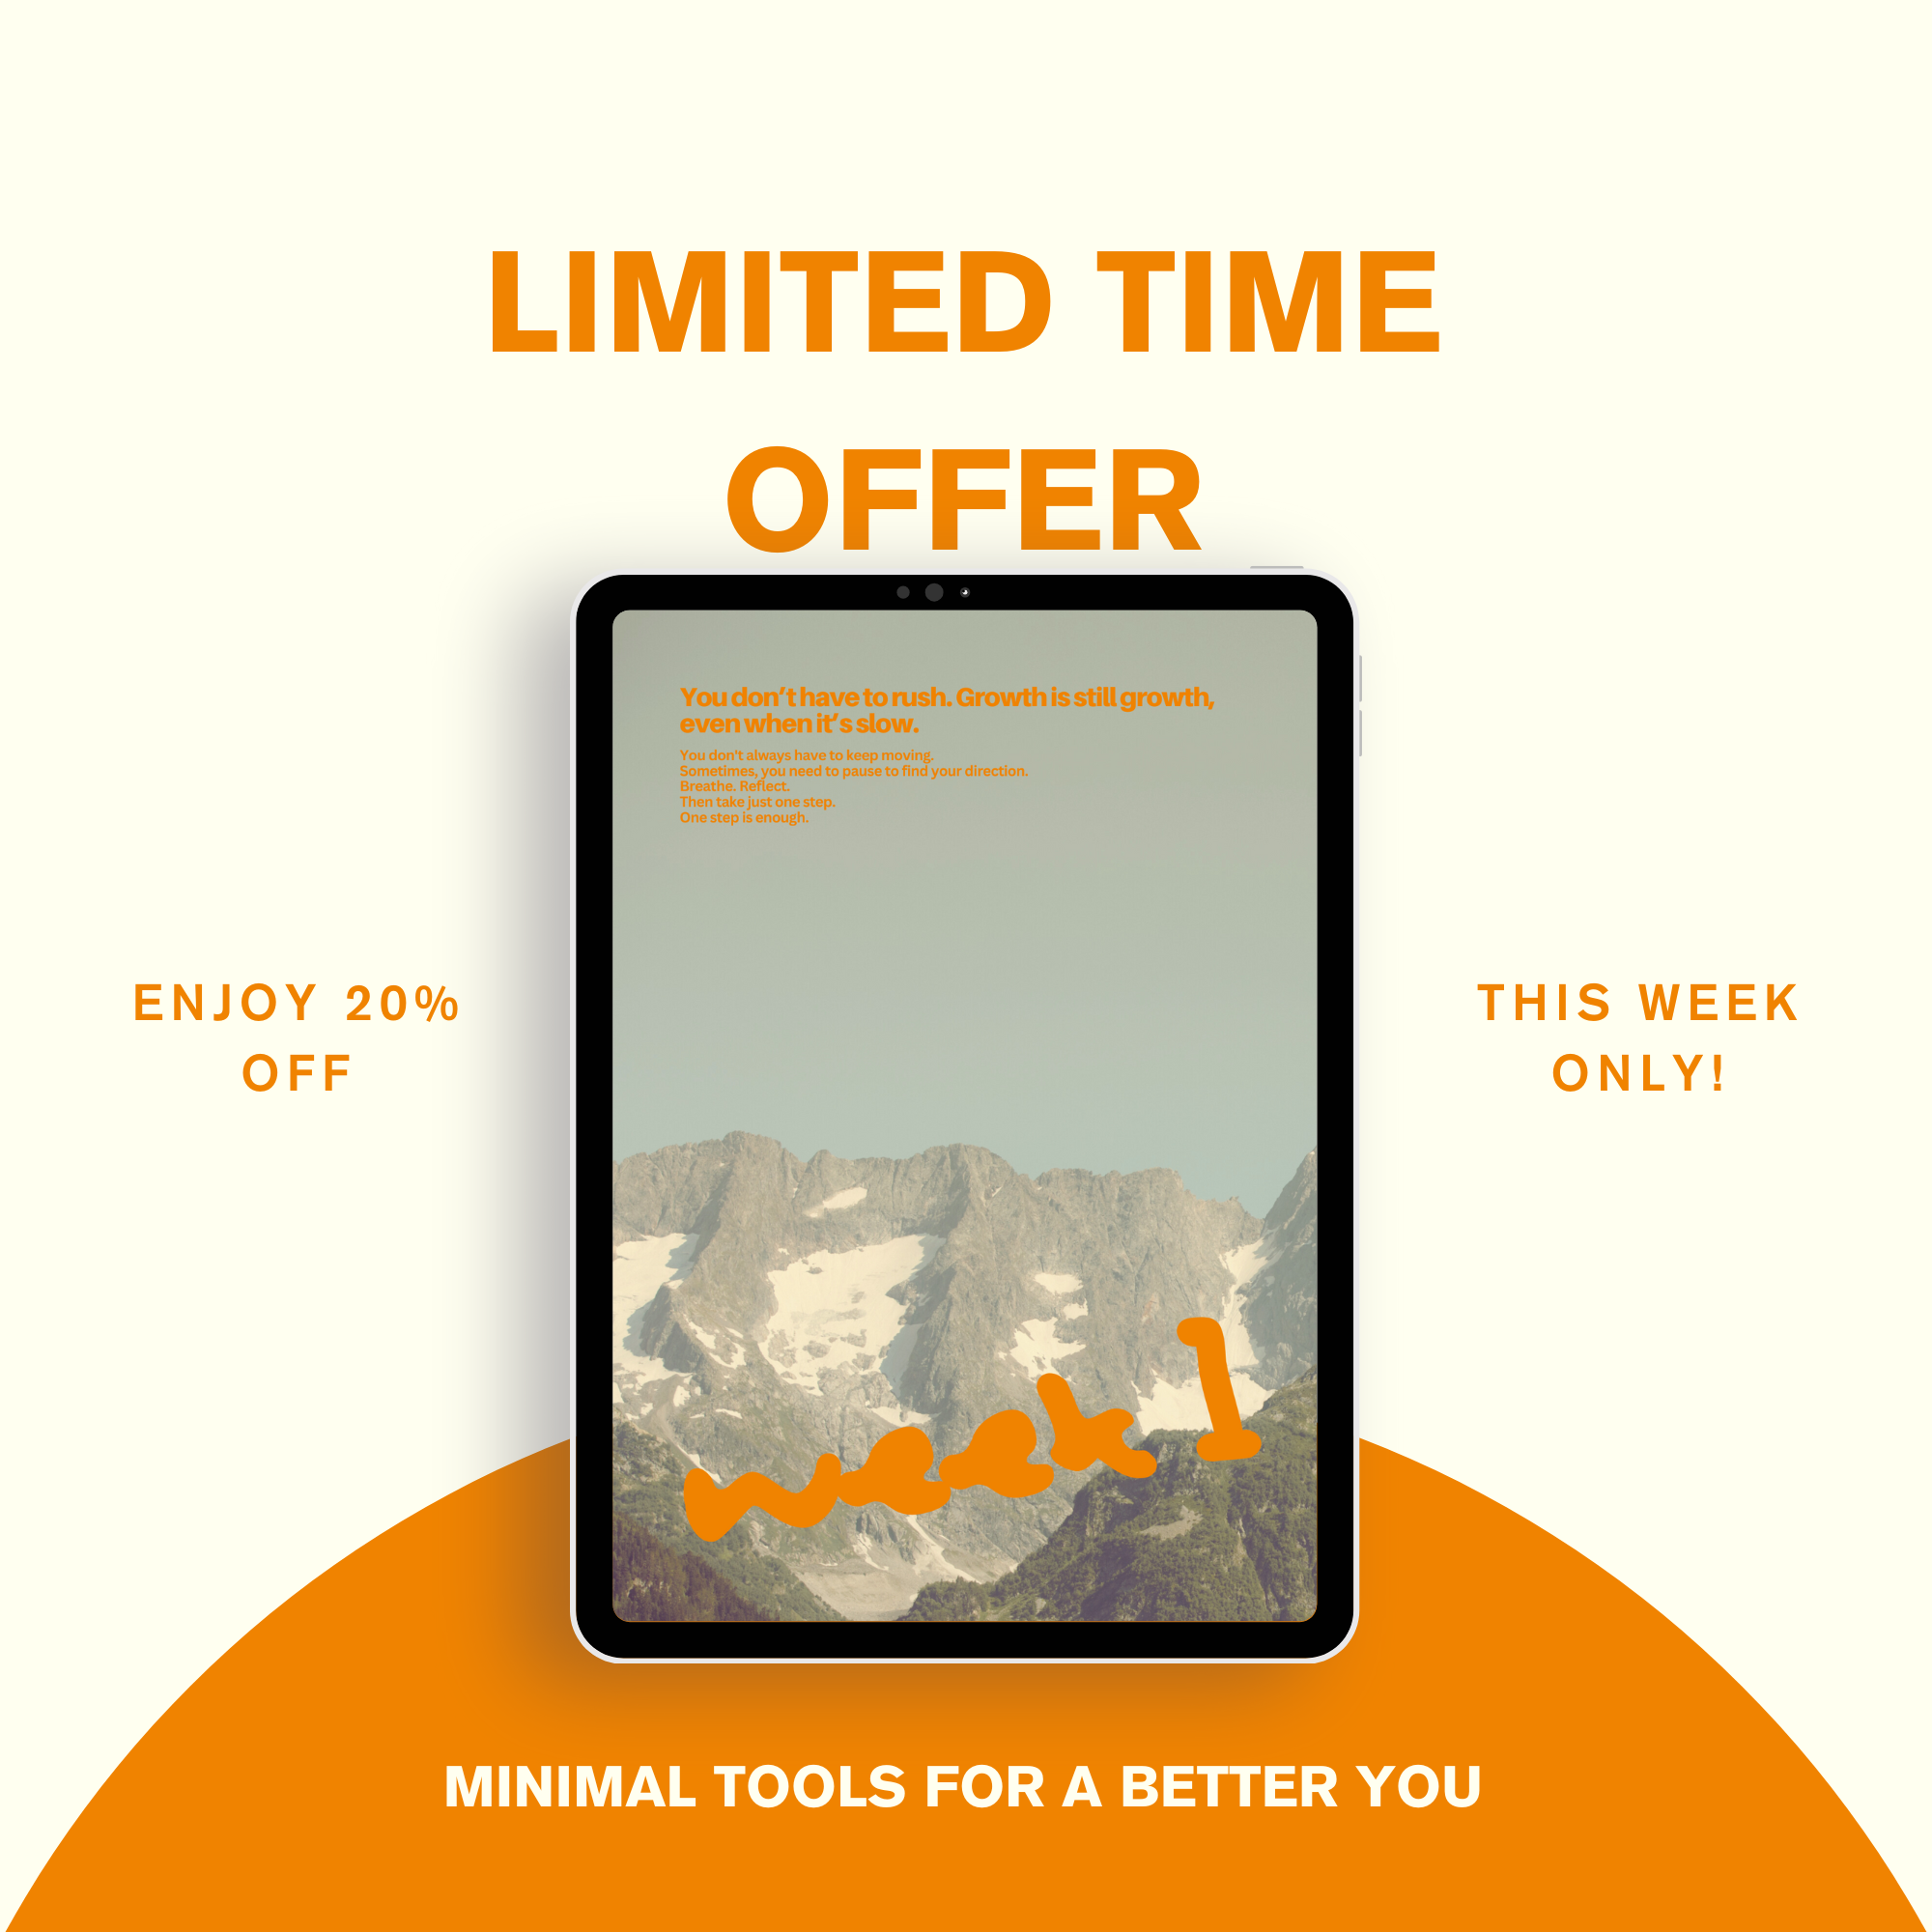 LIMITED TIME
OFFER
You don’t have to rush. Growth is still growth,
even when it’s slow.
You don't always have to keep moving.
Sometimes, you need to pause to find your direction.
Breathe. Reflect.
Then take just one step.
One step is enough.
ENJOY 20%
OFF
THIS WEEK
ONLY!
week 1
MINIMAL TOOLS FOR A BETTER YOU